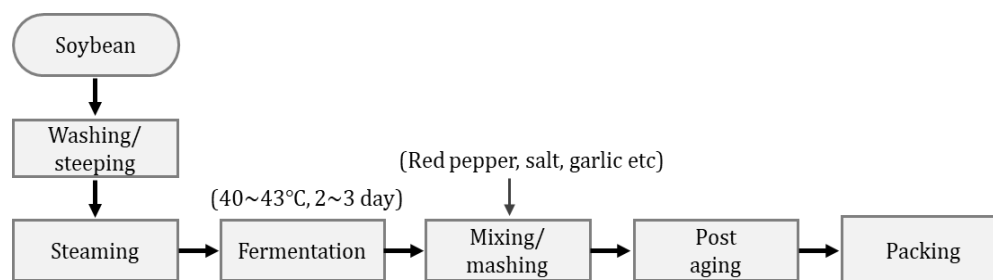 Soybean
Washing/
steeping
(Red pepper, salt, garlic etc)
(40~43℃, 2~3 day)
Steaming
Fermentation
Mixing/
mashing
Post
aging
Packing